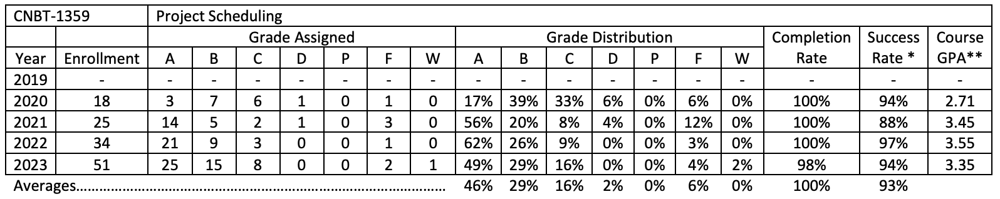 CNBT-1359 Project Scheduling
Grade Assigned Grade Distribution Completion Success Course
Year Enrollment A B C D P F W A B C D P F W Rate Rate * GPA**
2019 - - - - - - - - - - - - - - - - - -
2020 18 3 7 6 1 0 1 0 17% 39% 33% 6% 0% 6% 0% 100% 94% 2.71
2021 25 14 5 2 1 0 3 0 56% 20% 8% 4% 0% 12% 0% 100% 88% 3.45
2022 34 21 9 3 0 0 1 0 62% 26% 9% 0% 0% 3% 0% 100% 97% 3.55
2023 51 25 15 8 0 0 2 1 49% 29% 16% 0% 0% 4% 2% 98% 94% 3.35
Averages........................................................................................ 46% 29% 16% 2% 0% 6% 0% 100% 93%